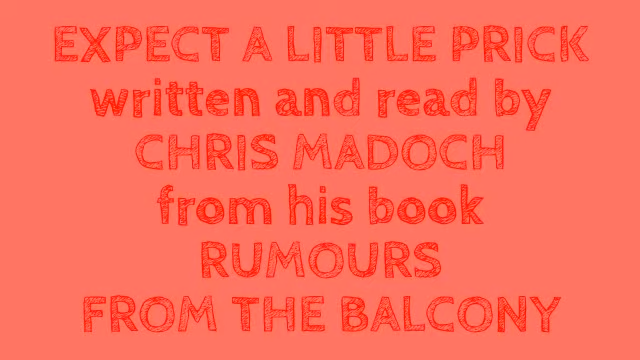 EXPECT A LITTLE PRICK
written and read by
CHRIS MADOCH
from his book
RUMOURS
FROM THE BALCONY